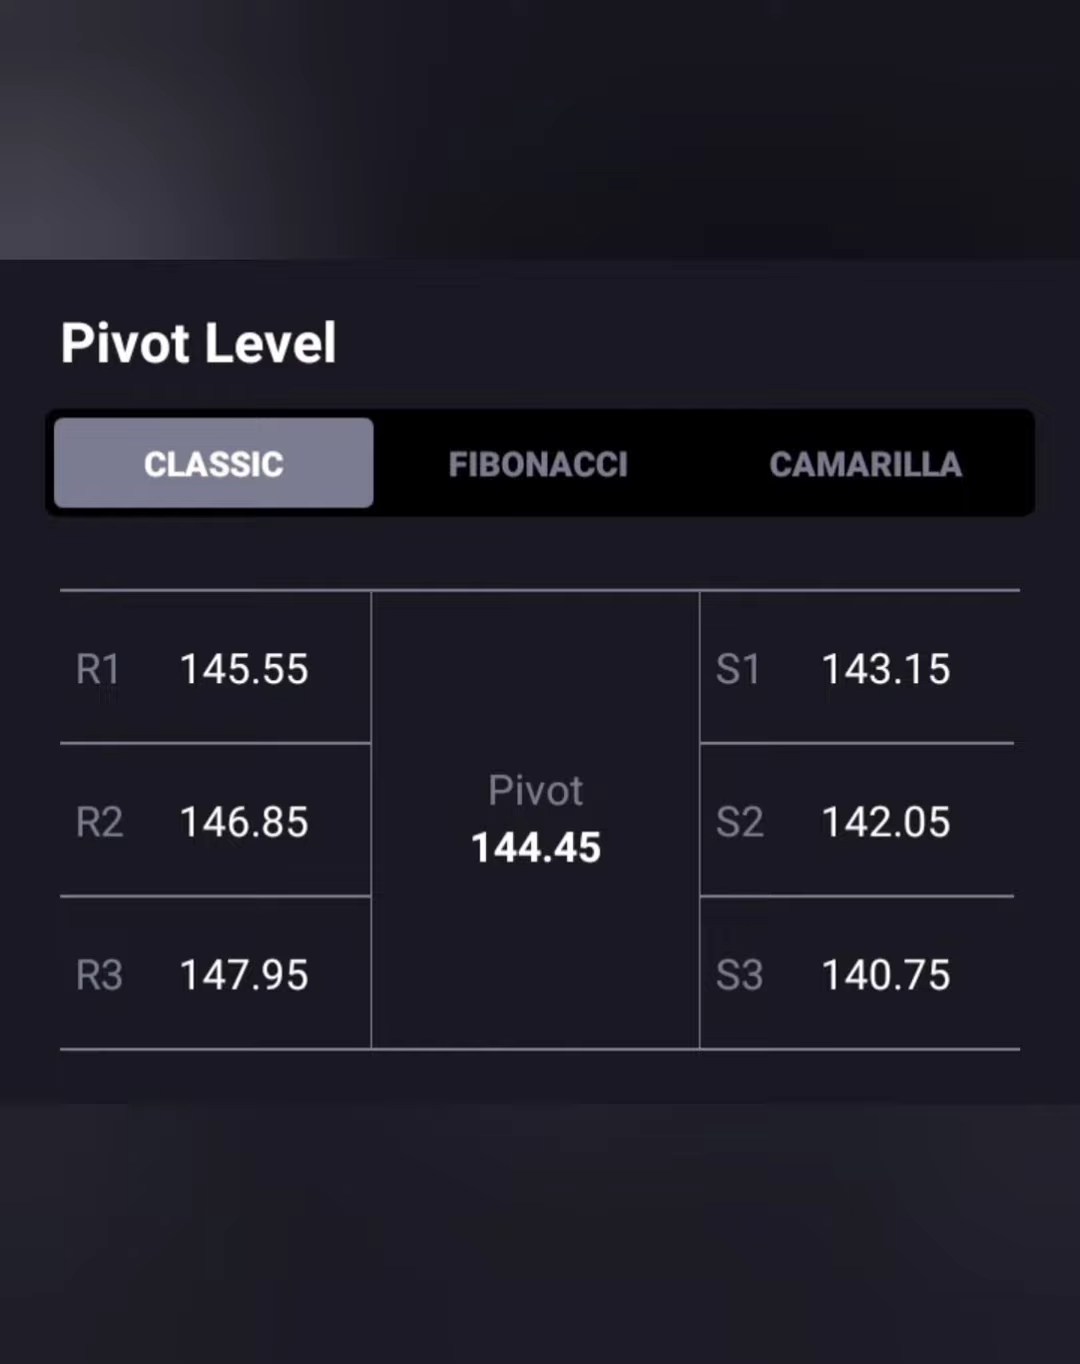 Pivot Level
CLASSIC FIBONACCI CAMARILLA
R1 145.55 S1 143.15
R2 146.85 Pivot 144.45 S2 142.05
R3 147.95 S3 140.75